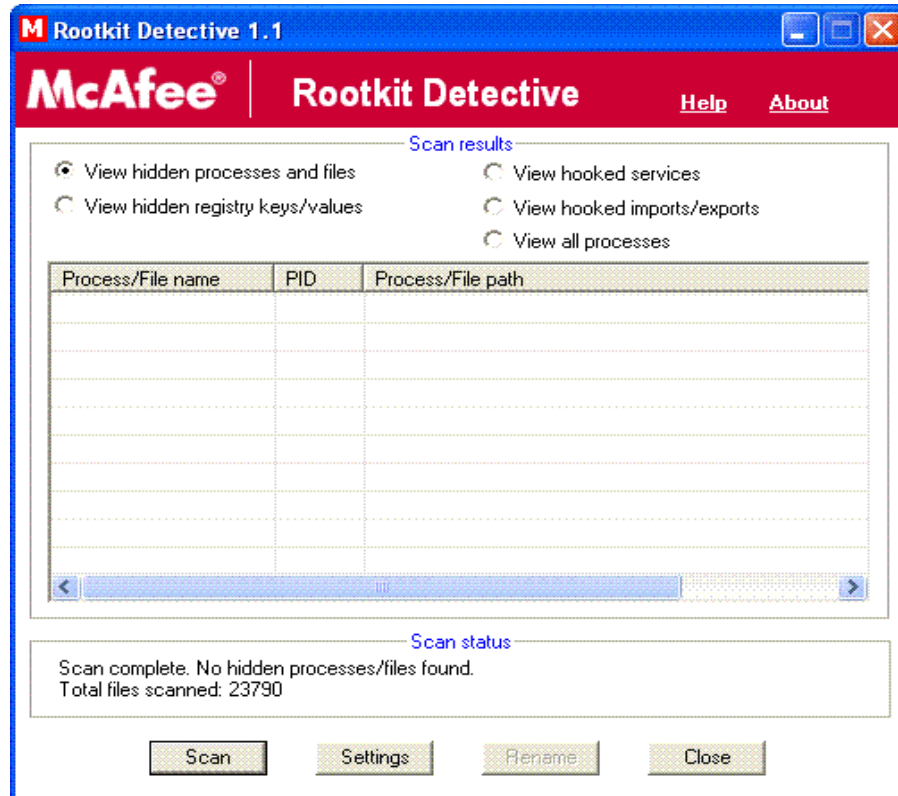 M Rootkit Detective 1.1
McAfee® Rootkit Detective Help About
Scan results
View hidden processes and files
View hooked services
View hidden registry keys/values
View hooked imports/exports
View all processes
Process/File name PID Process/File path
Scan status
Scan complete. No hidden processes/files found.
Total files scanned: 23790
Scan Settings Rename Close